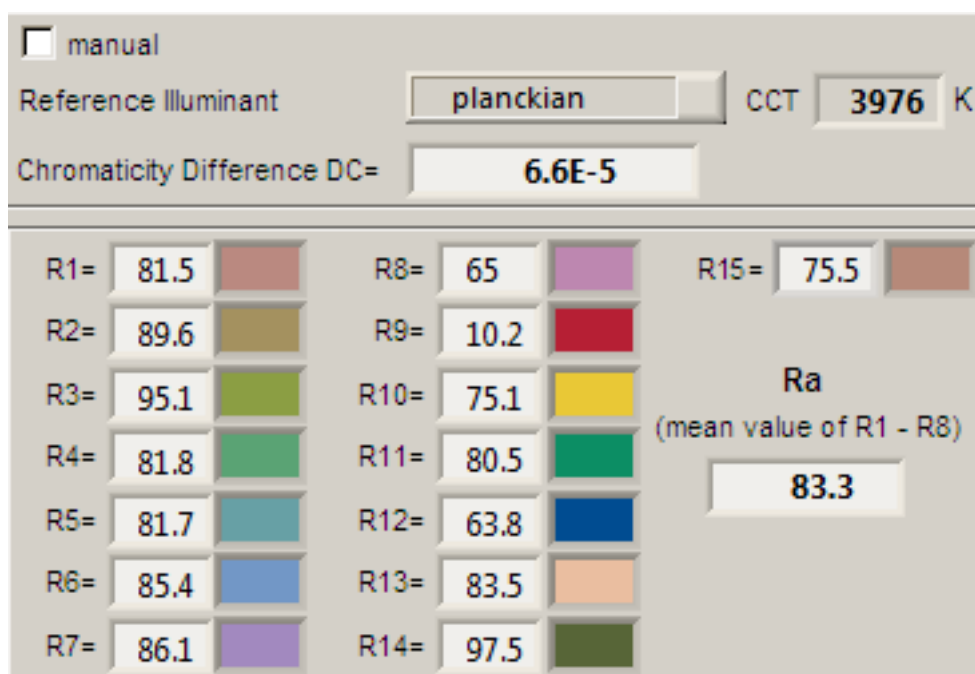 manual
Reference Illuminant planckian CCT 3976 K
Chromaticity Difference DC= 6.6E-5
R1= 81.5 R8= 65 R15= 75.5
R2= 89.6 R9= 10.2
R3= 95.1 R10= 75.1 Ra
(mean value of R1 - R8)
R4= 81.8 R11= 80.5 83.3
R5= 81.7 R12= 63.8
R6= 85.4 R13= 83.5
R7= 86.1 R14= 97.5